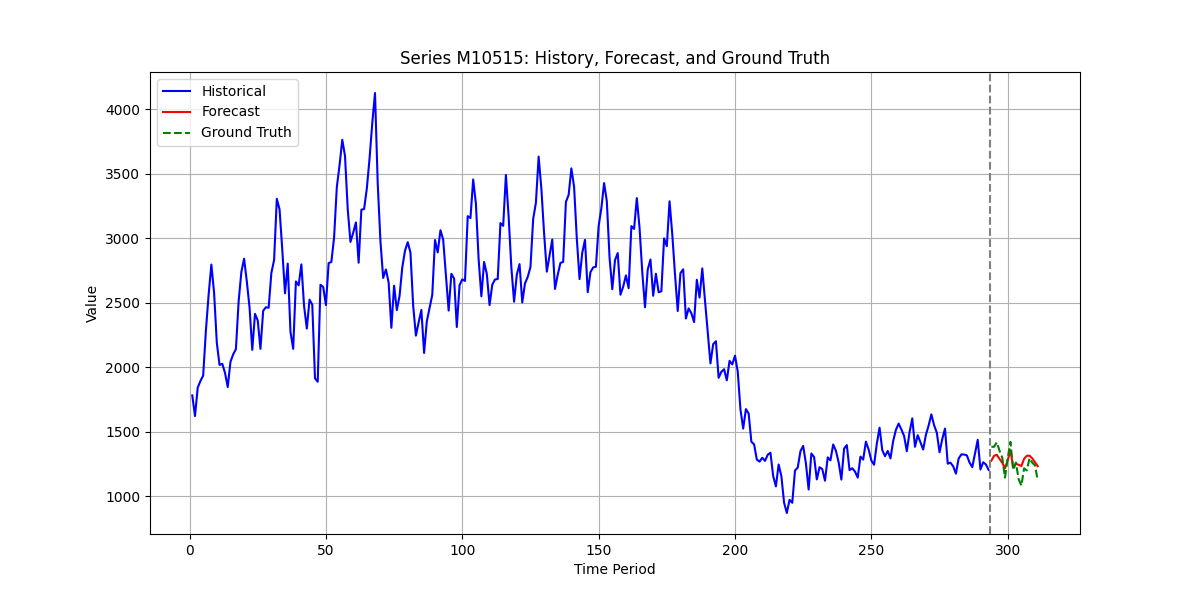 Series M10515: History, Forecast, and Ground Truth
Historical
Forecast
Ground Truth
4000
3500
3000
2500
2000
1500
1000
Value
0 50 100 150 200 250 300
Time Period